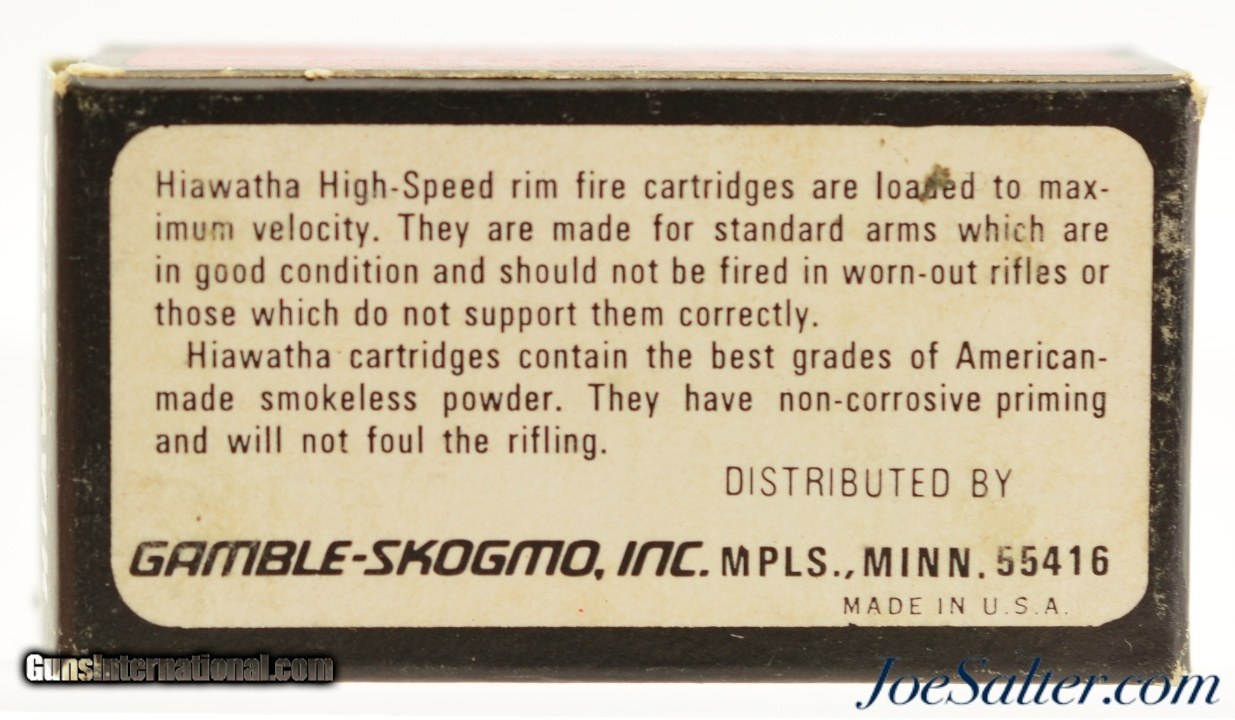 Hiawatha High-Speed rim fire cartridges are loaded to max-
imum velocity. They are made for standard arms which are
in good condition and should not be fired in worn-out rifles or
those which do not support them correctly.
Hiawatha cartridges contain the best grades of American-
made smokeless powder. They have non-corrosive priming
and will not foul the rifling.
DISTRIBUTED BY
GAMBLE-SKOGMO, INC. MPLS., MINN. 55416
MADE IN U.S.A.
GunsInternational.com
JoeSalter.com